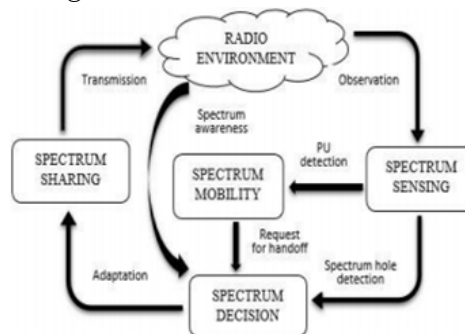 RADIO
ENVIRONMENT
Transmission
Observation
Spectrum
awareness
PU
detection
SPECTRUM
SHARING
SPECTRUM
MOBILITY
SPECTRUM
SENSING
Request
for handoff
Adaptation
Spectrum hole
detection
SPECTRUM
DECISION